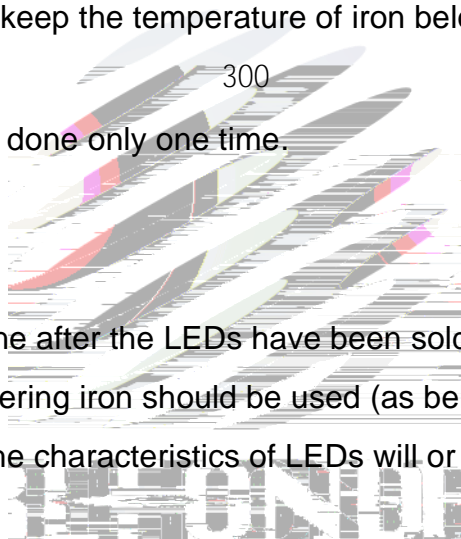 keep the temperature of iron belo
300
done only one time.
ne after the LEDs have been sold
ering iron should be used (as be
ne characteristics of LEDs will or